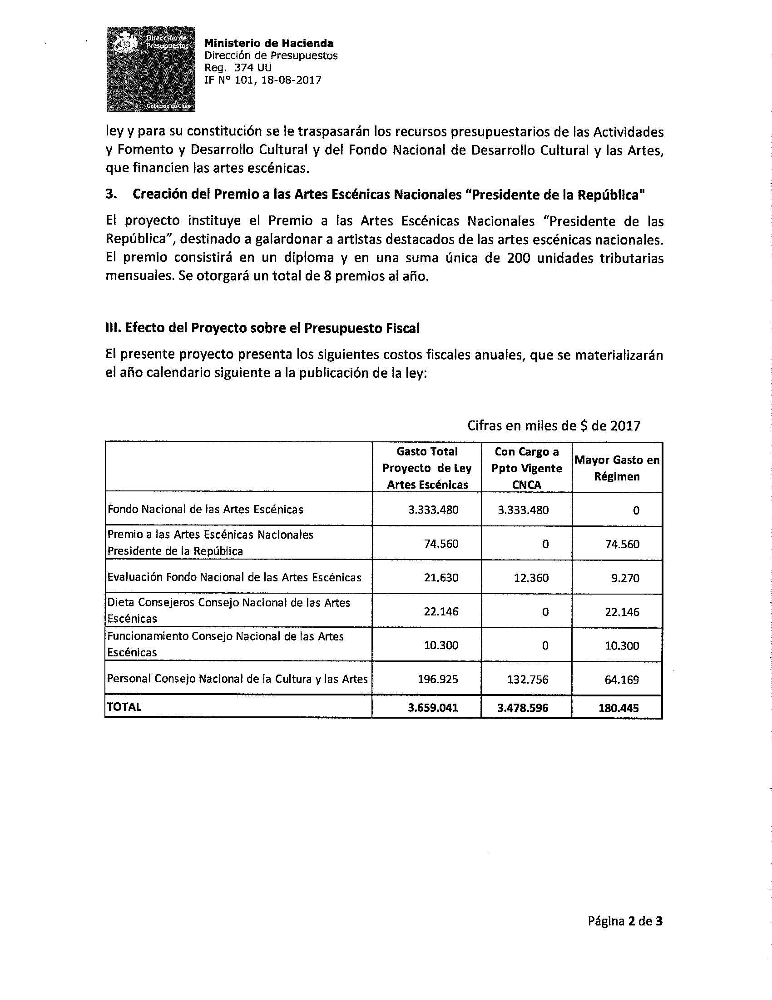 Dirección de
Presupuestos
Gobierno de Chile
Ministerio de Hacienda
Dirección de Presupuestos
Reg. 374 UU
IF N° 101, 18-08-2017
ley y para su constitución se le traspasarán los recursos presupuestarios de las Actividades
y Fomento y Desarrollo Cultural y del Fondo Nacional de Desarrollo Cultural y las Artes,
que financien las artes escénicas.
3. Creación del Premio a las Artes Escénicas Nacionales "Presidente de la República"
El proyecto instituye el Premio a las Artes Escénicas Nacionales "Presidente de las
República", destinado a galardonar a artistas destacados de las artes escénicas nacionales.
El premio consistirá en un diploma y en una suma única de 200 unidades tributarias
mensuales. Se otorgará un total de 8 premios al año.
III. Efecto del Proyecto sobre el Presupuesto Fiscal
El presente proyecto presenta los siguientes costos fiscales anuales, que se materializarán
el año calendario siguiente a la publicación de la ley:
Cifras en miles de $ de 2017
Gasto Total
Proyecto de Ley
Artes Escénicas
Con Cargo a
Ppto Vigente
CNCA
Mayor Gasto en
Régimen
Fondo Nacional de las Artes Escénicas 3.333.480 3.333.480 0
Premio a las Artes Escénicas Nacionales
Presidente de la República 74.560 0 74.560
Evaluación Fondo Nacional de las Artes Escénicas 21.630 12.360 9.270
Dieta Consejeros Consejo Nacional de las Artes
Escénicas 22.146 0 22.146
Funcionamiento Consejo Nacional de las Artes
Escénicas 10.300 0 10.300
Personal Consejo Nacional de la Cultura y las Artes 196.925 132.756 64.169
TOTAL 3.659.041 3.478.596 180.445
Página 2 de 3